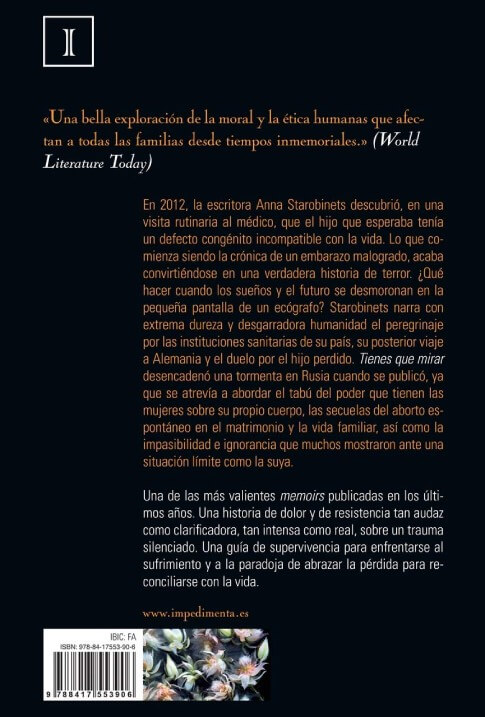 I
«Una bella exploración de la moral y la ética humanas que afec-
tan a todas las familias desde tiempos inmemoriales.» (World
Literature Today)
En 2012, la escritora Anna Starobinets descubrió, en una
visita rutinaria al médico, que el hijo que esperaba tenía
un defecto congénito incompatible con la vida. Lo que co-
mienza siendo la crónica de un embarazo malogrado, acaba
convirtiéndose en una verdadera historia de terror. ¿Qué
hacer cuando los sueños y el futuro se desmoronan en la
pequeña pantalla de un ecógrafo? Starobinets narra con
extrema dureza y desgarradora humanidad el peregrinaje
por las instituciones sanitarias de su país, su posterior viaje
a Alemania y el duelo por el hijo perdido. Tienes que mirar
desencadenó una tormenta en Rusia cuando se publicó, ya
que se atrevía a abordar el tabú del poder que tienen las
mujeres sobre su propio cuerpo, las secuelas del aborto es-
pontáneo en el matrimonio y la vida familiar, así como la
impasibilidad e ignorancia que muchos mostraron ante una
situación límite como la suya.
Una de las más valientes memoirs publicadas en los últi-
mos años. Una historia de dolor y de resistencia tan audaz
como clarificadora, tan intensa como real, sobre un trauma
silenciado. Una guía de supervivencia para enfrentarse al
sufrimiento y a la paradoja de abrazar la pérdida para re-
conciliarse con la vida.
www.impedimenta.es
IBIC: FA
ISBN: 978-84-17553-90-6
9 788417 553906